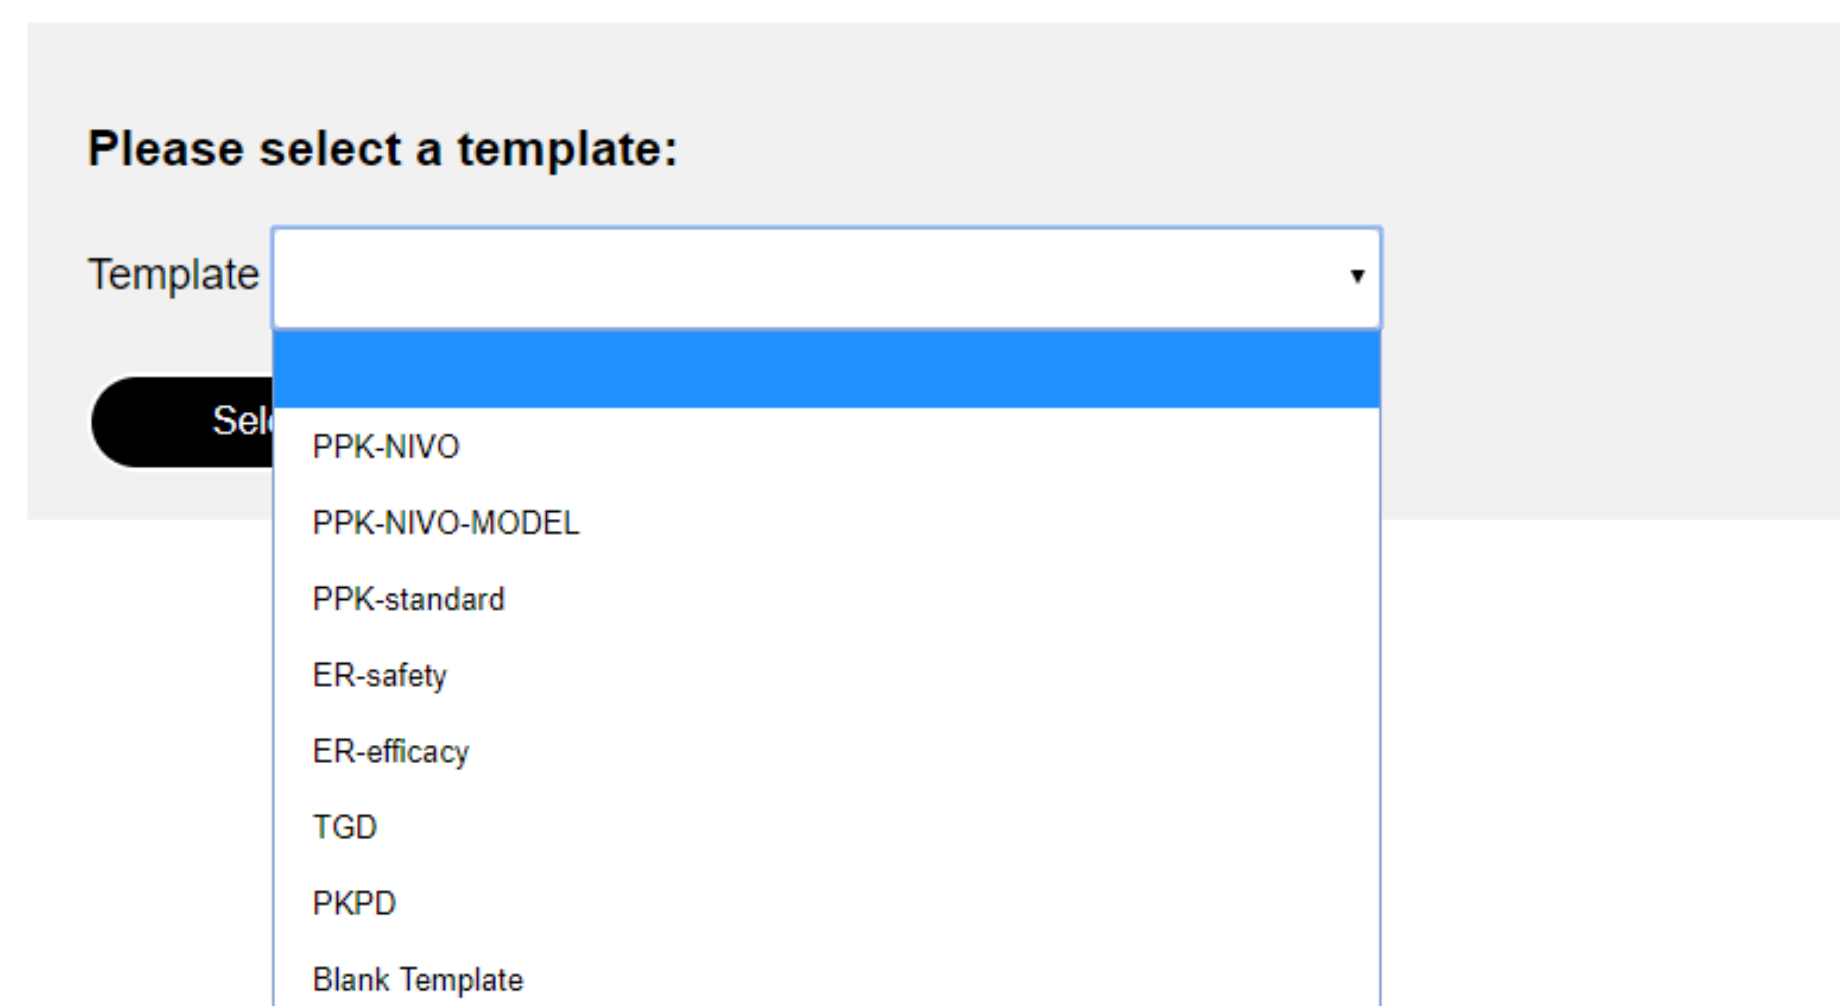 Please select a template:
Template
PPK-NIVO
PPK-NIVO-MODEL
PPK-standard
ER-safety
ER-efficacy
TGD
PKPD
Blank Template